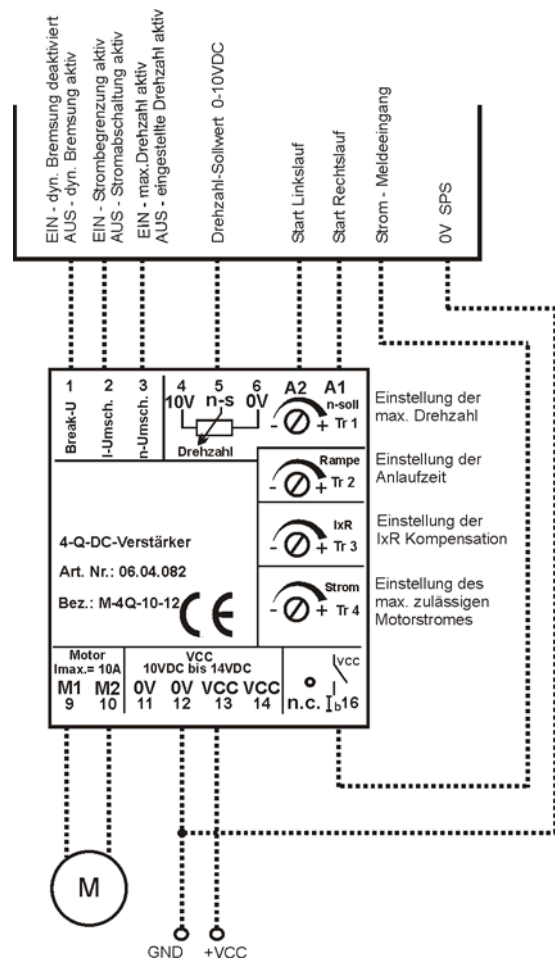 EIN - dyn. Bremsung deaktiviert
AUS - dyn. Bremsung aktiv
EIN - Strombegrenzung aktiv
AUS - Stromabschaltung aktiv
EIN - max.Drehzahl aktiv
AUS - eingestellte Drehzahl aktiv
Drehzahl-Sollwert 0-10VDC
Start Linkslauf
Start Rechtslauf
Strom - Meldeeingang
0V SPS
1 2 3 4 5 6 A2 A1
Break-U
I-Umsch.
n-Umsch.
10V n-s 0V
Drehzahl
n-soll
- + Tr 1
Einstellung der
max. Drehzahl
Rampe
- + Tr 2
Einstellung der
Anlaufzeit
IxR
- + Tr 3
Einstellung der
IxR Kompensation
Strom
- + Tr 4
Einstellung des
max. zulässigen
Motorstromes
4-Q-DC-Verstärker
Art. Nr.: 06.04.082
Bez.: M-4Q-10-12
CE
Motor
Imax.= 10A
VCC
10VDC bis 14VDC
VCC
M1 M2 0V 0V VCC VCC n.c. Ib16
9 10 11 12 13 14
M
GND +VCC